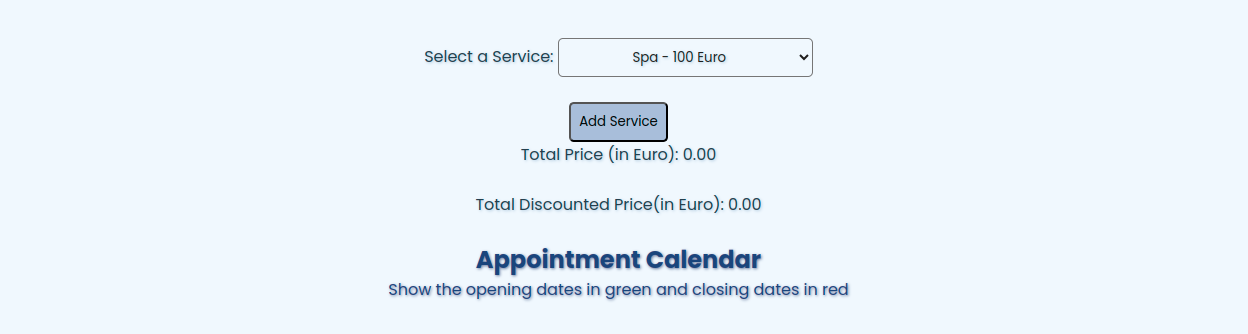 Select a Service: Spa - 100 Euro
Add Service
Total Price (in Euro): 0.00
Total Discounted Price(in Euro): 0.00
Appointment Calendar
Show the opening dates in green and closing dates in red